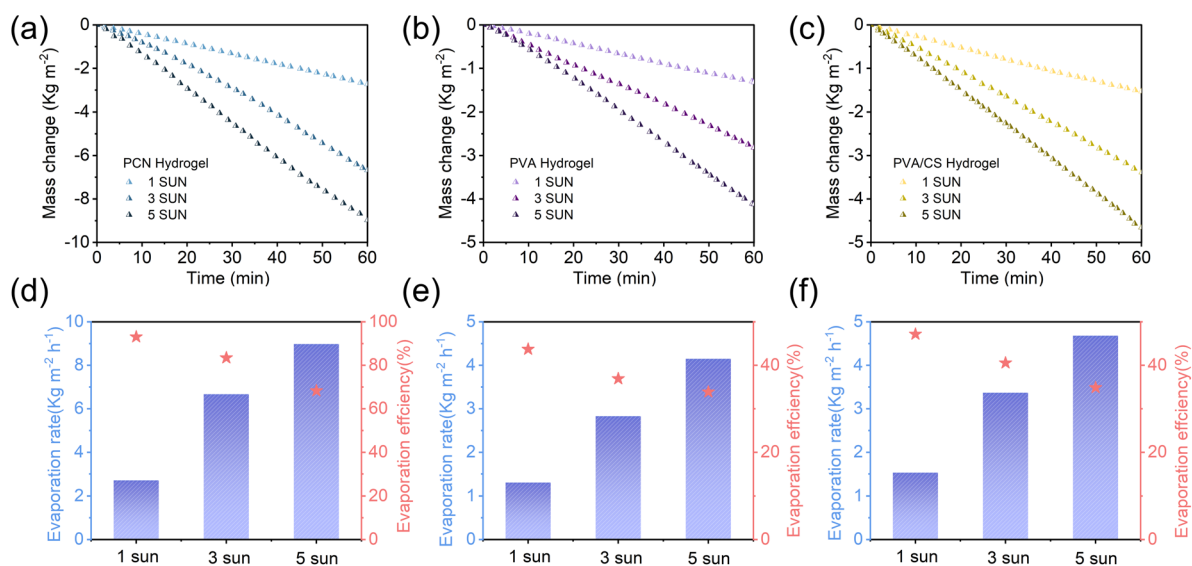 (a)
Mass change (Kg m-2)
0
-2
-4
-6
-8
-10
PCN Hydrogel
1 SUN
3 SUN
5 SUN
0 10 20 30 40 50 60
Time (min)
(b)
Mass change (Kg m-2)
0
-1
-2
-3
-4
-5
PVA Hydrogel
1 SUN
3 SUN
5 SUN
0 10 20 30 40 50 60
Time (min)
(c)
Mass change (Kg m-2)
0
-1
-2
-3
-4
-5
PVA/CS Hydrogel
1 SUN
3 SUN
5 SUN
0 10 20 30 40 50 60
Time (min)
(d)
Evaporation rate(Kg m-2 h-1)
10
8
6
4
2
0
1 sun 3 sun 5 sun
100
80
60
40
20
0
Evaporation effciency(%)
(e)
Evaporation rate(Kg m-2 h-1)
5
4
3
2
1
0
1 sun 3 sun 5 sun
40
20
0
Evaporation effciency(%)
(f)
Evaporation rate(Kg m-2 h-1)
5
4
3
2
1
0
1 sun 3 sun 5 sun
40
20
0
Evaporation effciency(%)